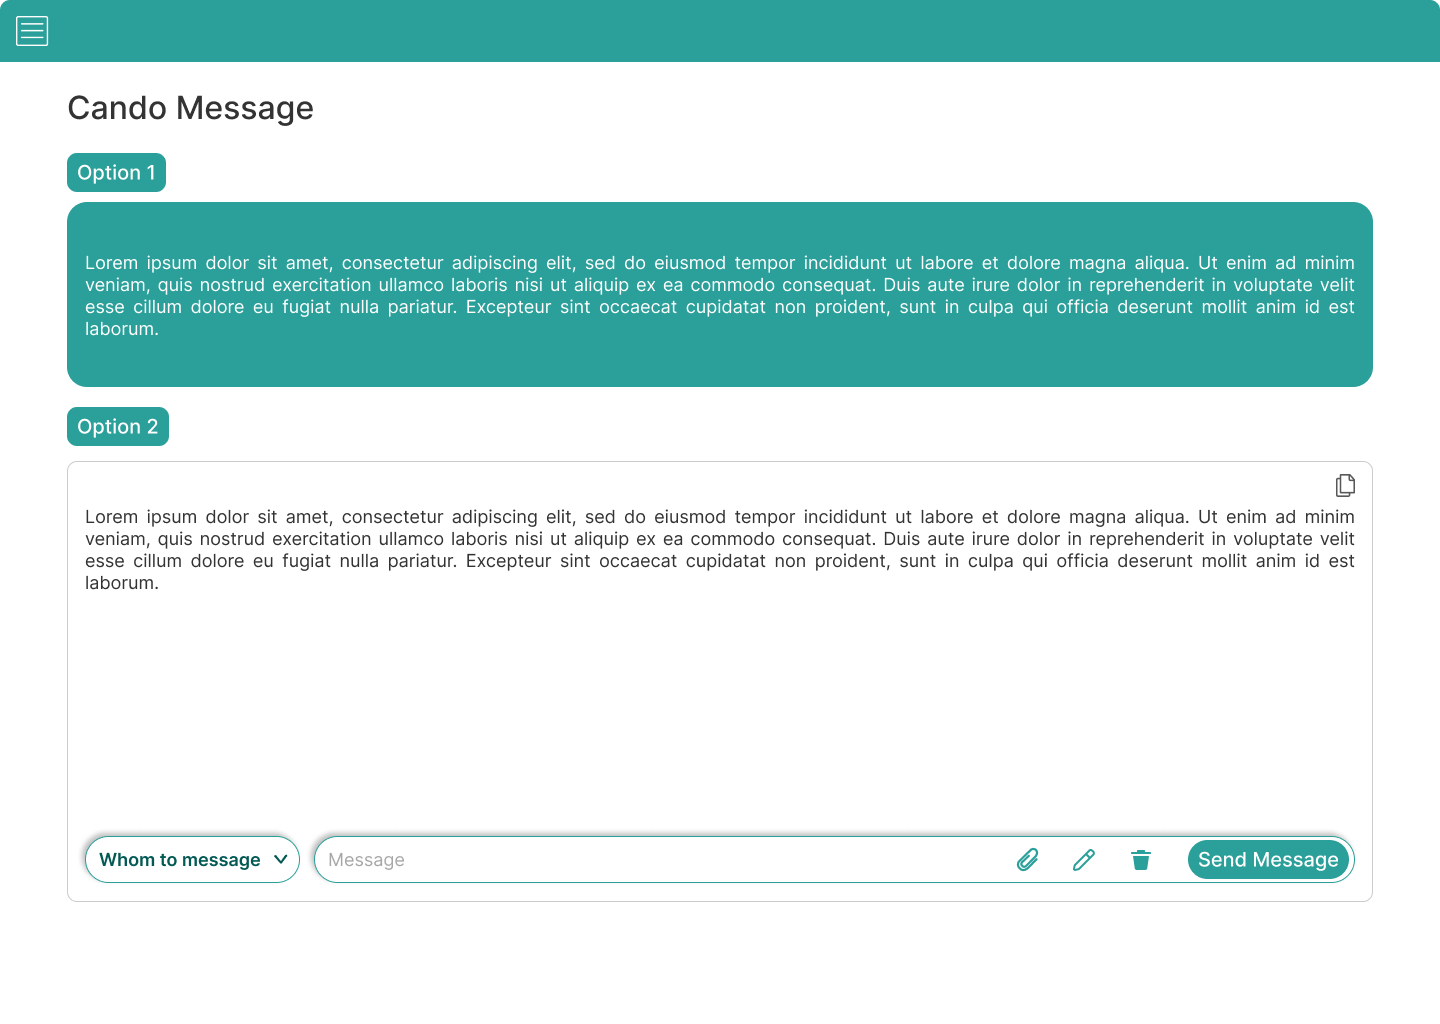 Cando Message
Option 1
Lorem ipsum dolor sit amet, consectetur adipiscing elit, sed do eiusmod tempor incididunt ut labore et dolore magna aliqua. Ut enim ad minim
veniam, quis nostrud exercitation ullamco laboris nisi ut aliquip ex ea commodo consequat. Duis aute irure dolor in reprehenderit in voluptate velit
esse cillum dolore eu fugiat nulla pariatur. Excepteur sint occaecat cupidatat non proident, sunt in culpa qui officia deserunt mollit anim id est
laborum.
Option 2
Lorem ipsum dolor sit amet, consectetur adipiscing elit, sed do eiusmod tempor incididunt ut labore et dolore magna aliqua. Ut enim ad minim
veniam, quis nostrud exercitation ullamco laboris nisi ut aliquip ex ea commodo consequat. Duis aute irure dolor in reprehenderit in voluptate velit
esse cillum dolore eu fugiat nulla pariatur. Excepteur sint occaecat cupidatat non proident, sunt in culpa qui officia deserunt mollit anim id est
laborum.
Whom to message
Message
Send Message